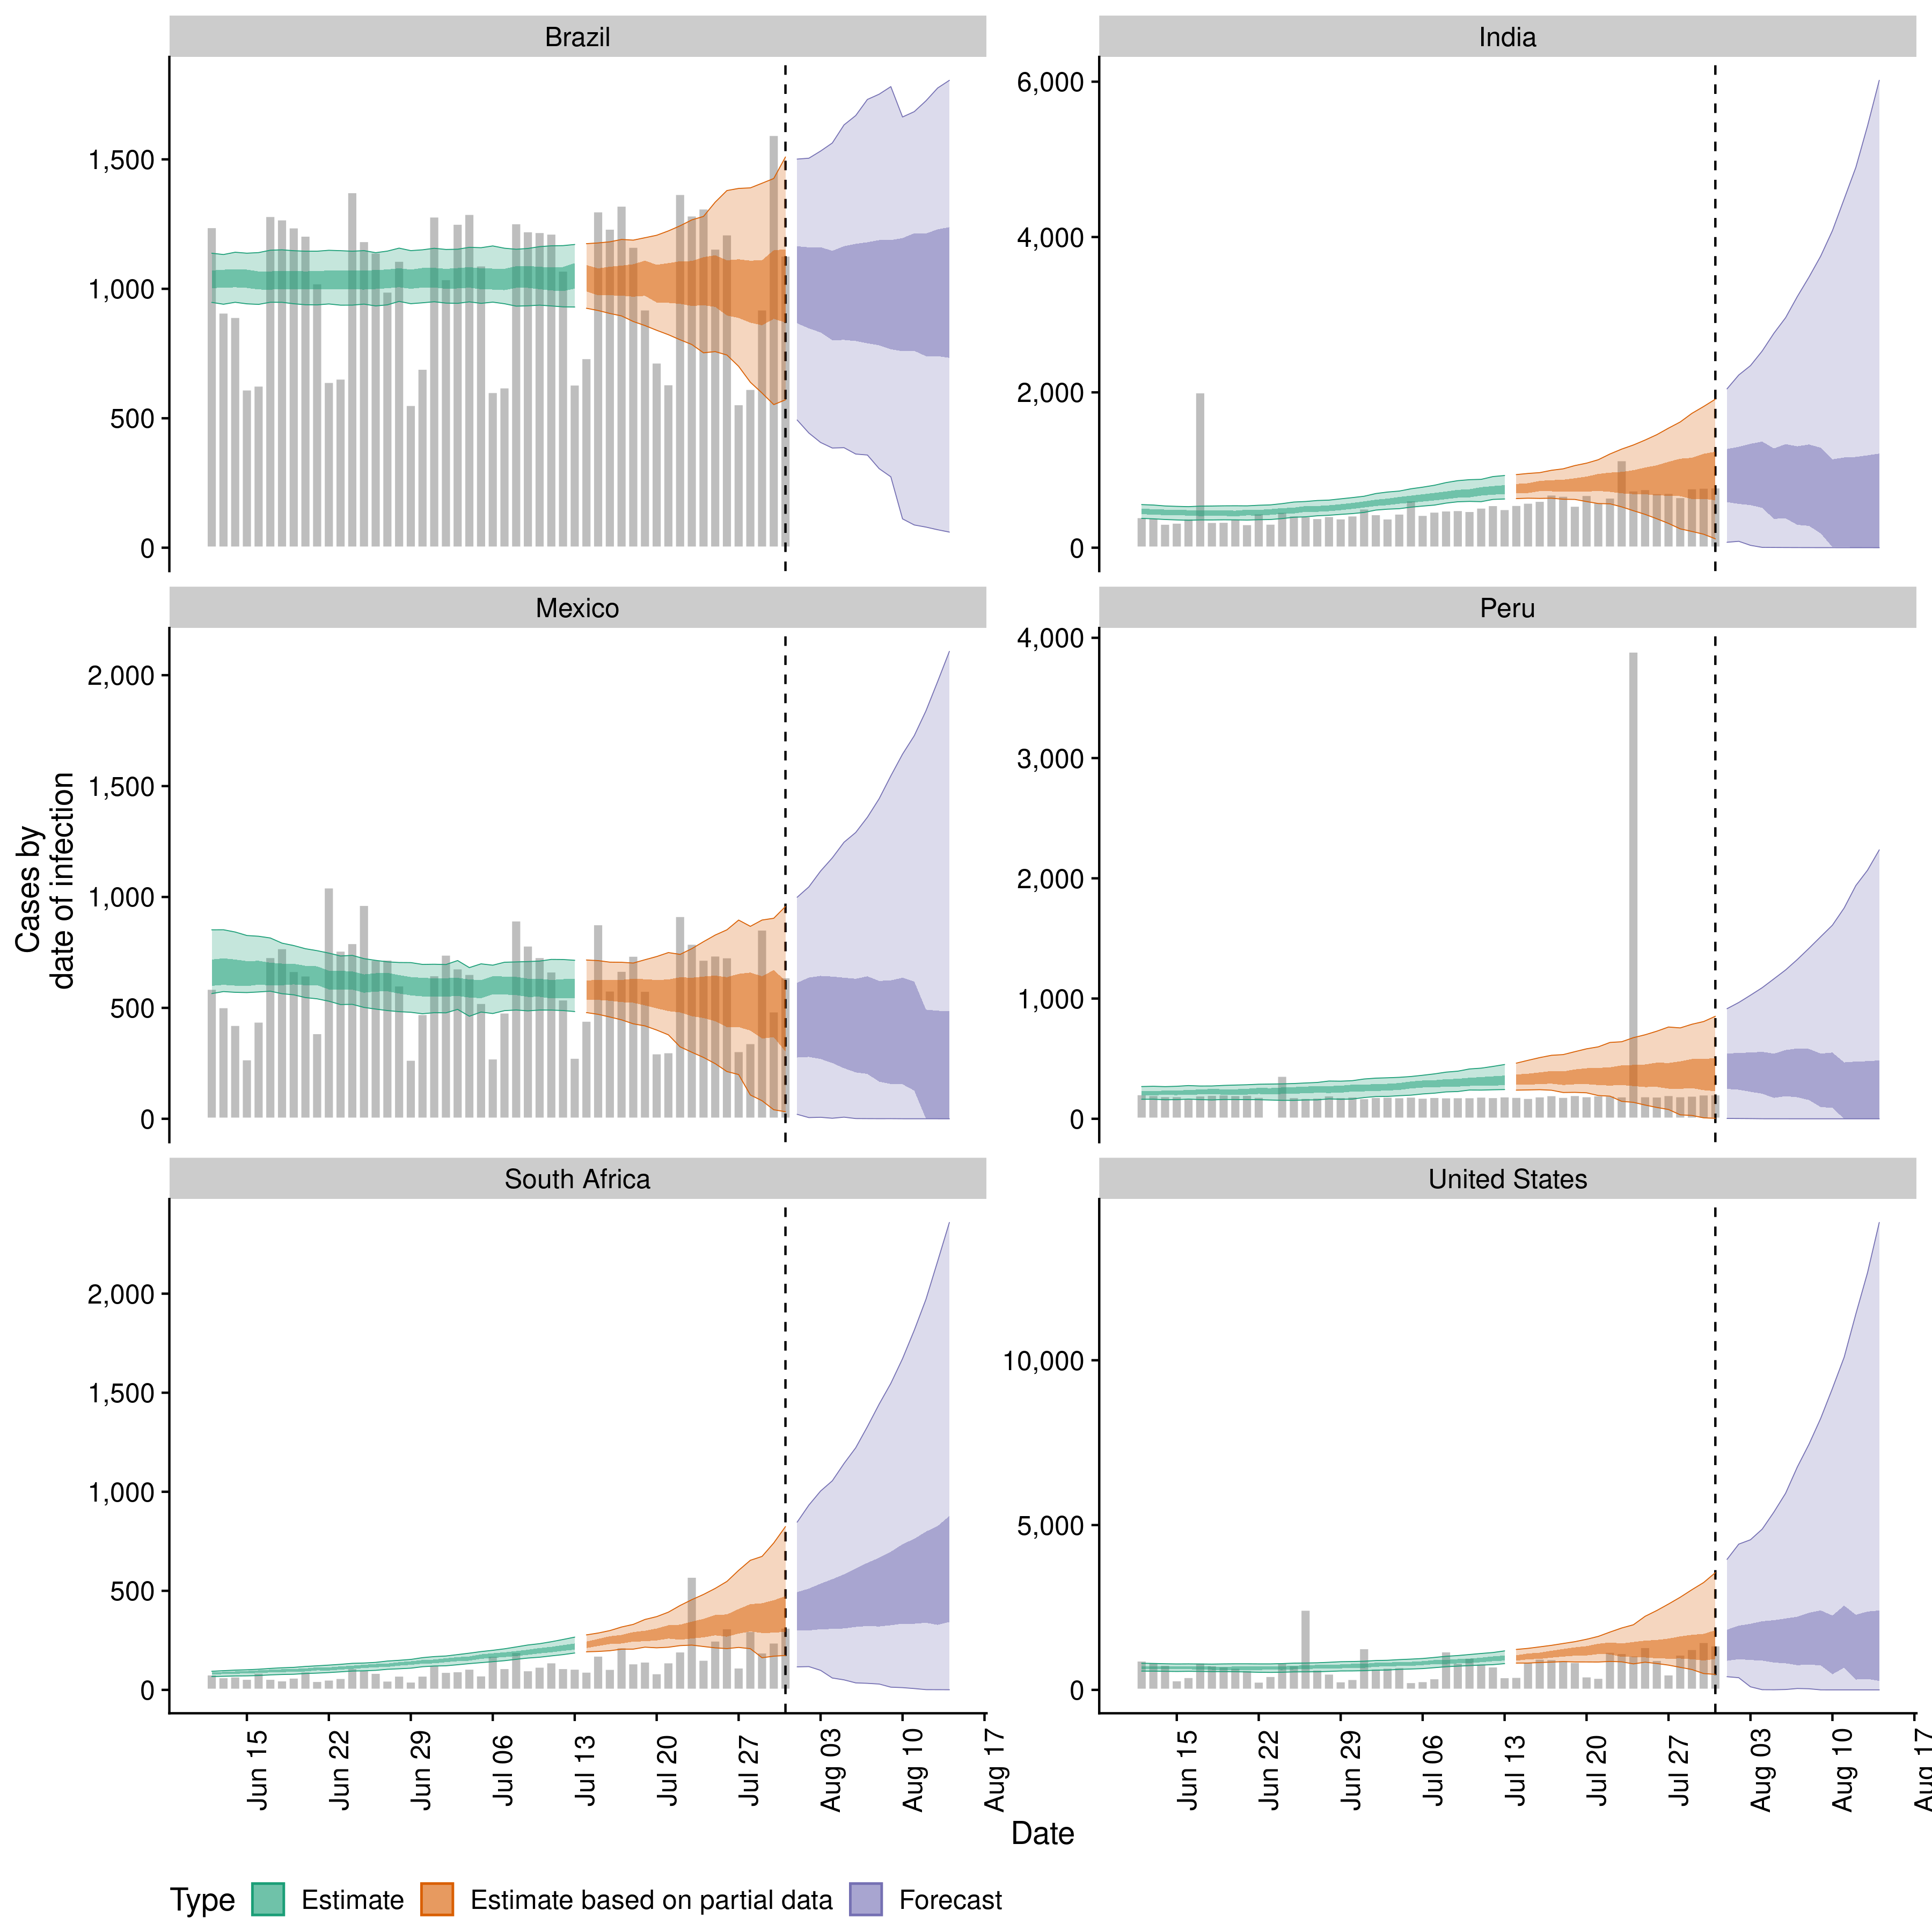 Brazil
India
1,500
1,000
500
0
6,000
4,000
2,000
0
Mexico
Peru
2,000
1,500
1,000
500
0
4,000
3,000
2,000
1,000
0
South Africa
United States
2,000
1,500
1,000
500
0
10,000
5,000
0
Cases by
date of infection
Jun 15
Jun 22
Jun 29
Jul 06
Jul 13
Jul 20
Jul 27
Aug 03
Aug 10
Aug 17
Jun 15
Jun 22
Jun 29
Jul 06
Jul 13
Jul 20
Jul 27
Aug 03
Aug 10
Aug 17
Date
Type Estimate Estimate based on partial data Forecast